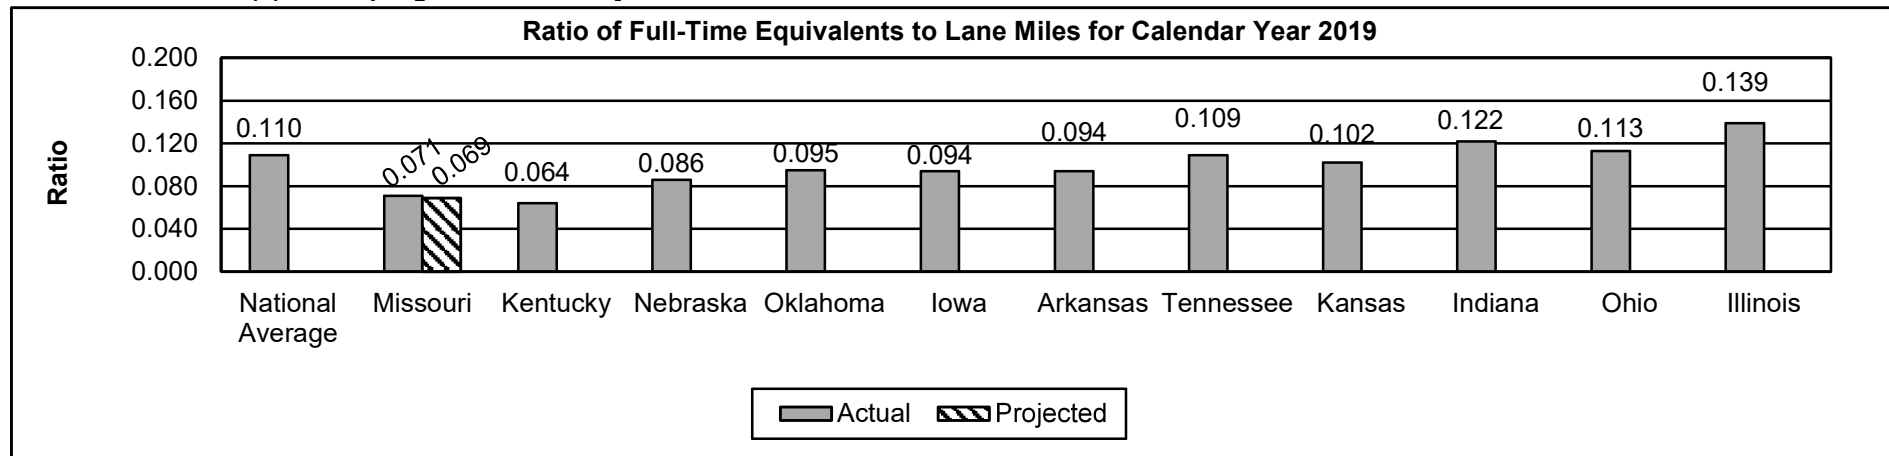 Ratio of Full-Time Equivalents to Lane Miles for Calendar Year 2019
Ratio
0.200
0.160
0.120
0.080
0.040
0.000
0.110
0.071
0.069
0.064
0.086
0.095
0.094
0.094
0.109
0.102
0.122
0.113
0.139
National Average
Missouri
Kentucky
Nebraska
Oklahoma
Iowa
Arkansas
Tennessee
Kansas
Indiana
Ohio
Illinois
Actual
Projected